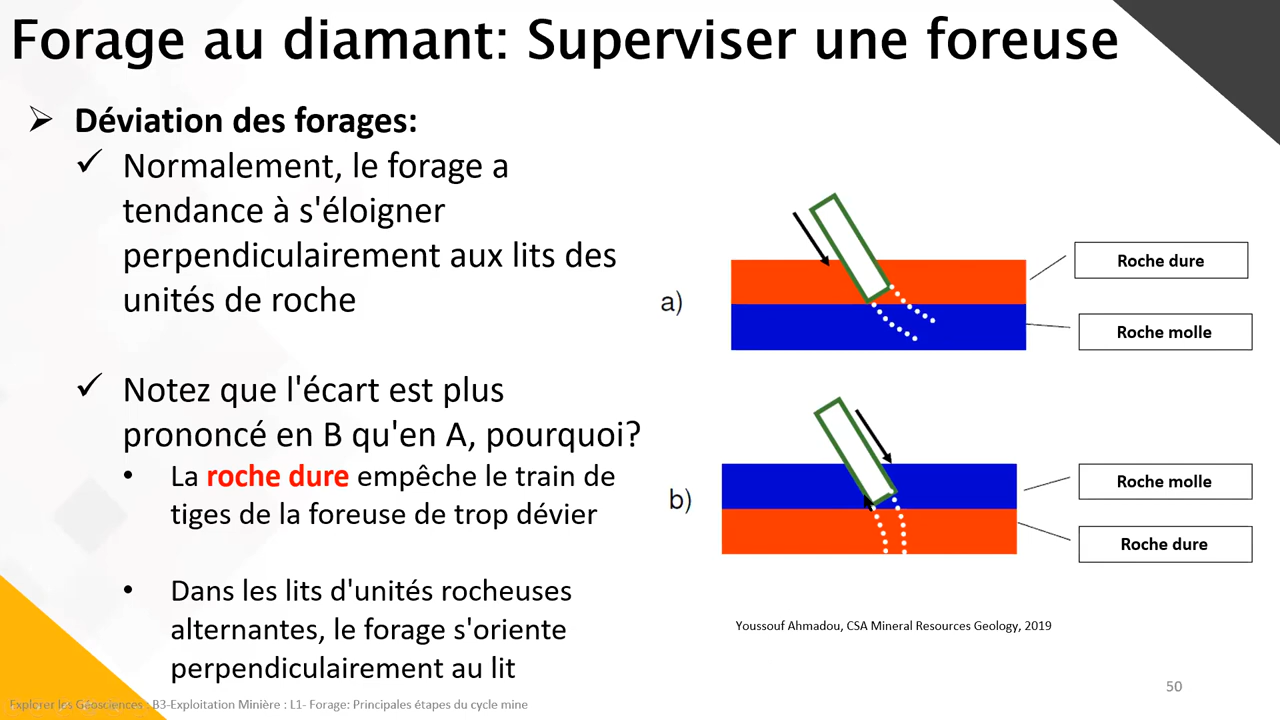 Forage au diamant: Superviser une foreuse
Déviation des forages:
Normalement, le forage a
tendance à s'éloigner
perpendiculairement aux lits des
unités de roche
Notez que l'écart est plus
prononcé en B qu'en A, pourquoi?
La roche dure empêche le train de
tiges de la foreuse de trop dévier
Dans les lits d'unités rocheuses
alternantes, le forage s'oriente
perpendiculairement au lit
a)
Roche dure
Roche molle
b)
Roche molle
Roche dure
Youssouf Ahmadou, CSA Mineral Resources Geology, 2019
50
Explorer les Géosciences : B3-Exploitation Minière : L1- Forage: Principales étapes du cycle mine